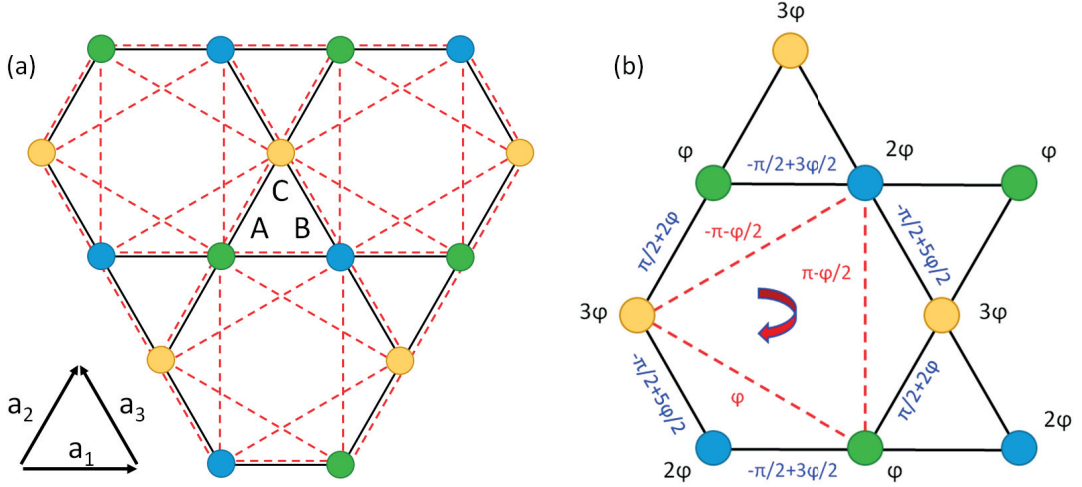 (a)
C
A B
a₂
a₃
a₁
(b)
3φ
φ
-π/2+3φ/2
2φ
φ
π/2+2φ
-π-φ/2
-π/2+5φ/2
π-φ/2
3φ
3φ
-π/2+5φ/2
φ
π/2+2φ
2φ
-π/2+3φ/2
φ
2φ